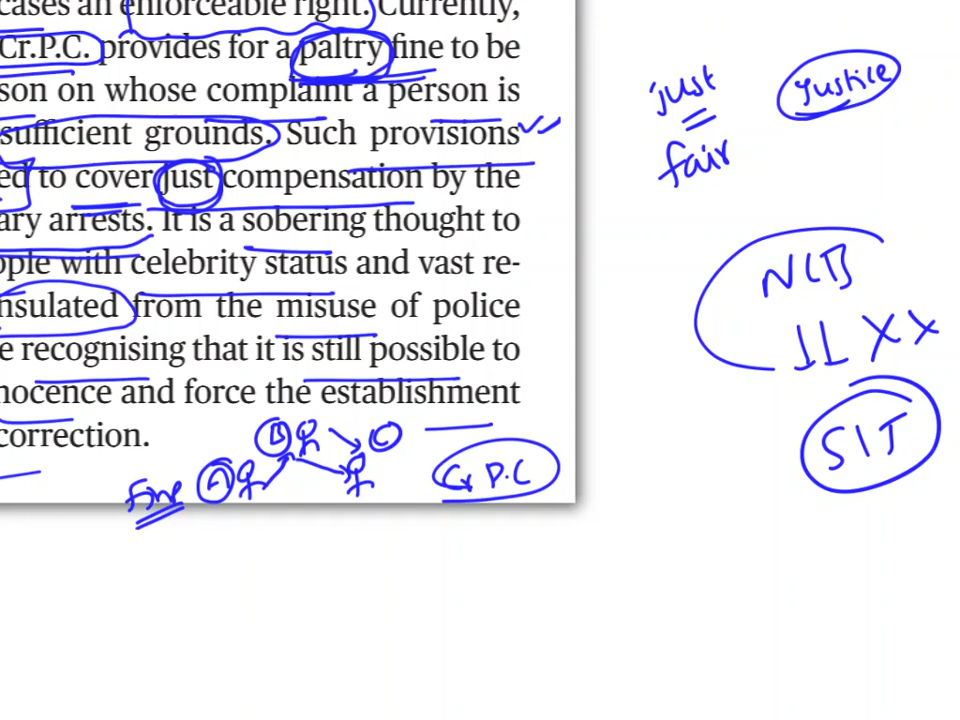 cases an enforceable right. Currently,
Cr.P.C. provides for a paltry fine to be
son on whose complaint a person is
sufficient grounds. Such provisions
ed to cover just compensation by the
ary arrests. It is a sobering thought to
ople with celebrity status and vast re-
nsulated from the misuse of police
e recognising that it is still possible to
nocence and force the establishment
correction.
just
Justice
fair
NCB
SIT
B
C
A
Fine
Cr P.C